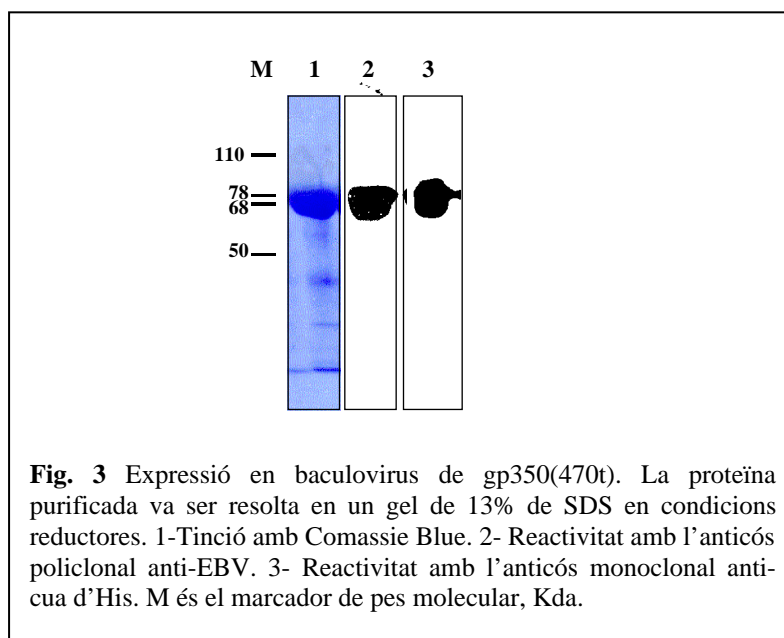 M 1 2 3
110
78
68
50
Fig. 3 Expressió en baculovirus de gp350(470t). La proteïna
purificada va ser resolta en un gel de 13% de SDS en condicions
reductores. 1-Tinció amb Comassie Blue. 2- Reactivitat amb l'anticós
policlonal anti-EBV. 3- Reactivitat amb l'anticós monoclonal anti-
cua d'His. M és el marcador de pes molecular, Kda.